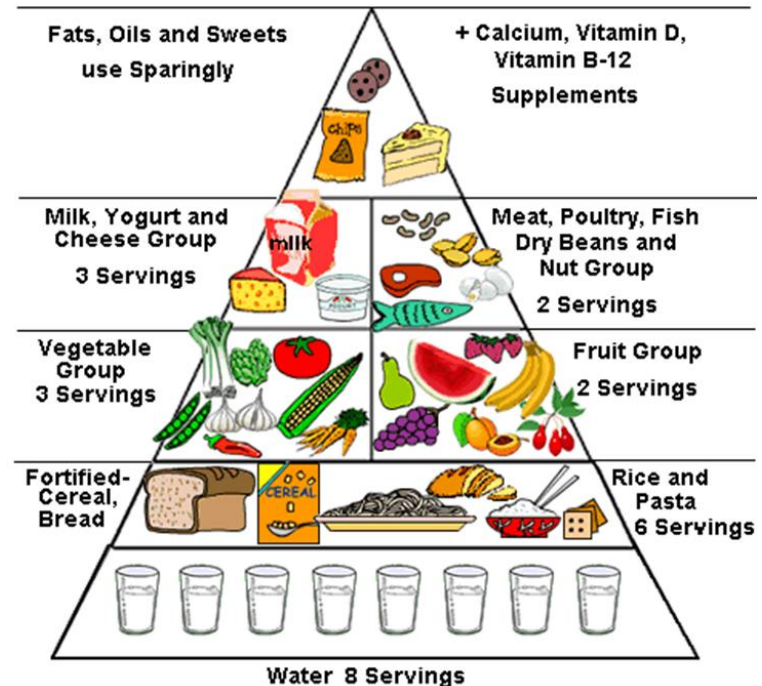 Fats, Oils and Sweets
use Sparingly
+ Calcium, Vitamin D,
Vitamin B-12
Supplements
chips
Milk, Yogurt and
Cheese Group
3 Servings
milk
YOGURT
Meat, Poultry, Fish
Dry Beans and
Nut Group
2 Servings
Vegetable
Group
3 Servings
Fruit Group
2 Servings
Fortified-
Cereal,
Bread
CEREAL
Rice and
Pasta
6 Servings
Water 8 Servings